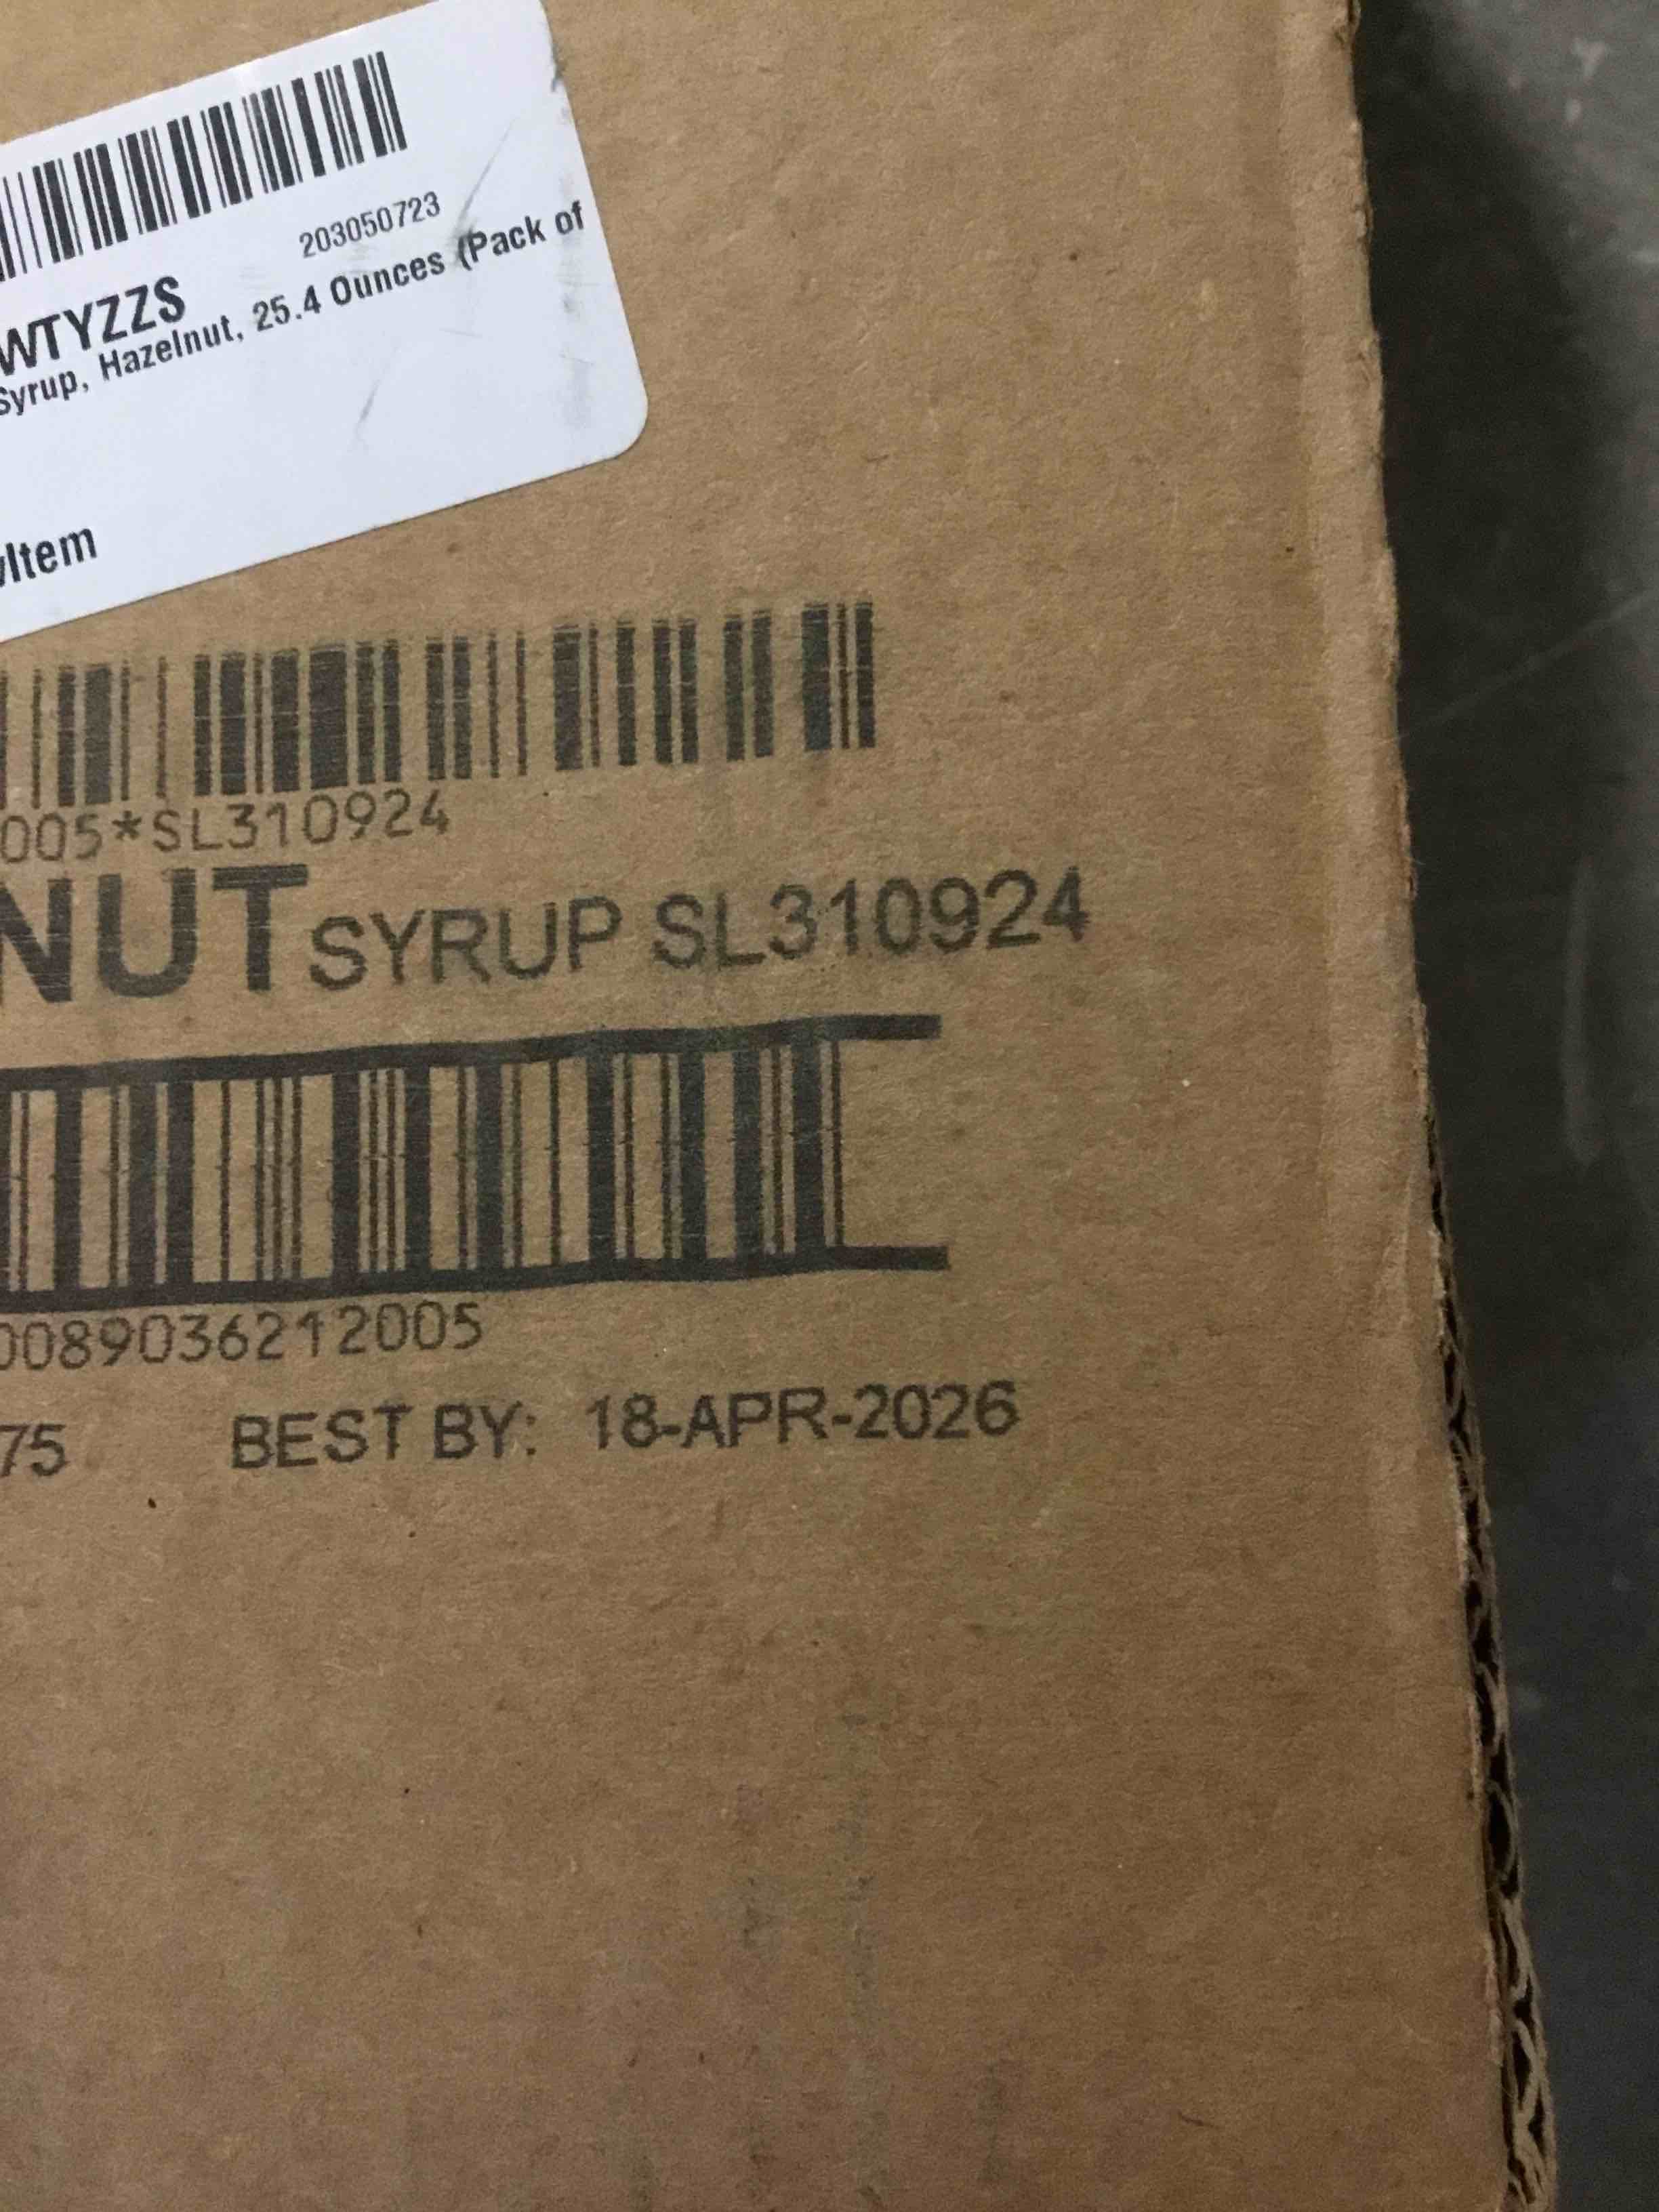 203050723
WTYZZS
Syrup, Hazelnut, 25.4 Ounces (Pack of
Item
005*SL310924
NUT SYRUP SL310924
0089036212005
75 BEST BY: 18-APR-2026